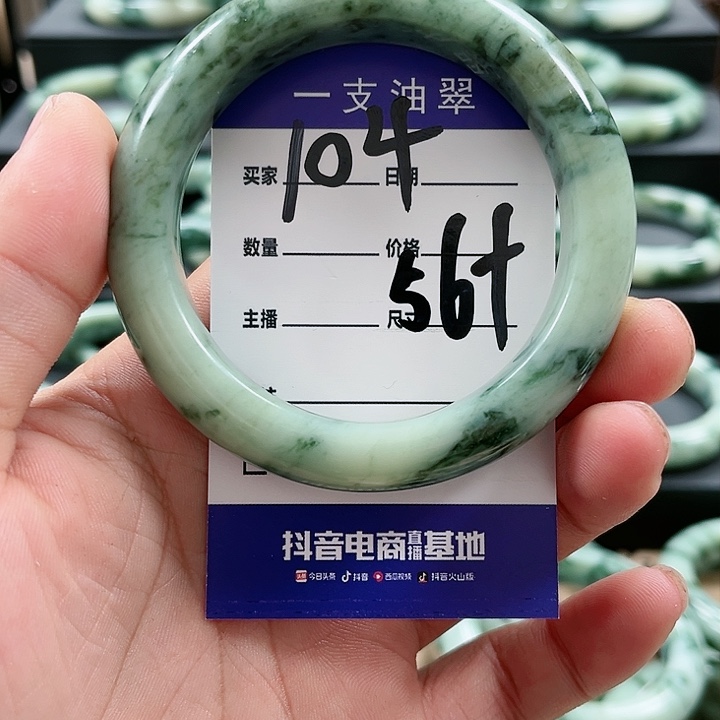 一支油翠
104
买家 日期
数量 价格
56+
主播 尺寸
抖音电商直播基地
今日头条 抖音 西瓜视频 抖音火山版